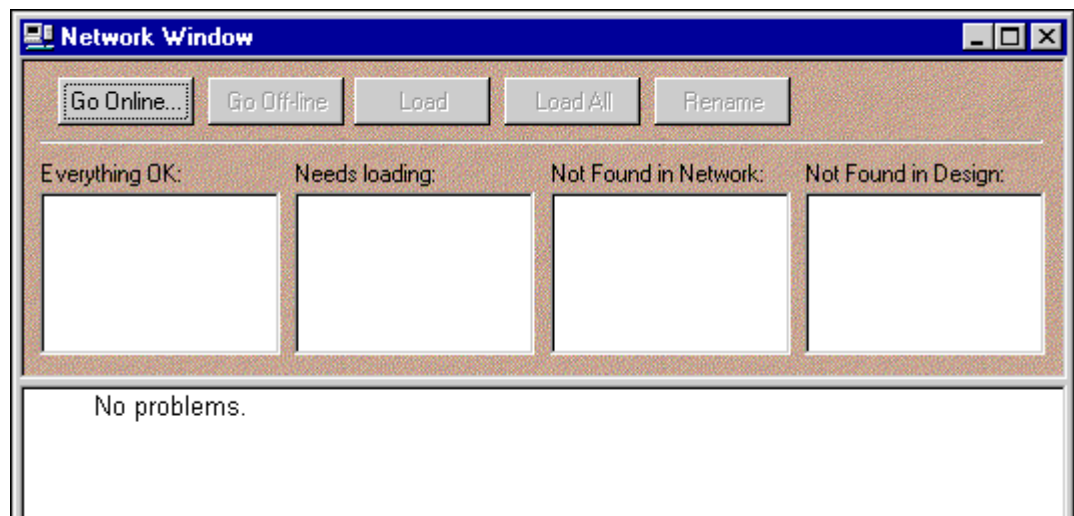 Network Window
Go Online... Go Off-line Load Load All Rename
Everything OK: Needs loading: Not Found in Network: Not Found in Design:
No problems.